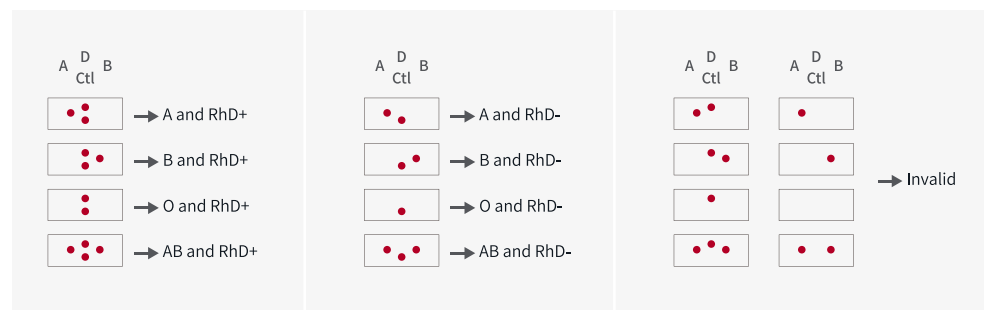 D
A B
Ctl
A and RhD+
B and RhD+
O and RhD+
AB and RhD+
D
A B
Ctl
A and RhD-
B and RhD-
O and RhD-
AB and RhD-
D
A B
Ctl
D
A B
Ctl
Invalid